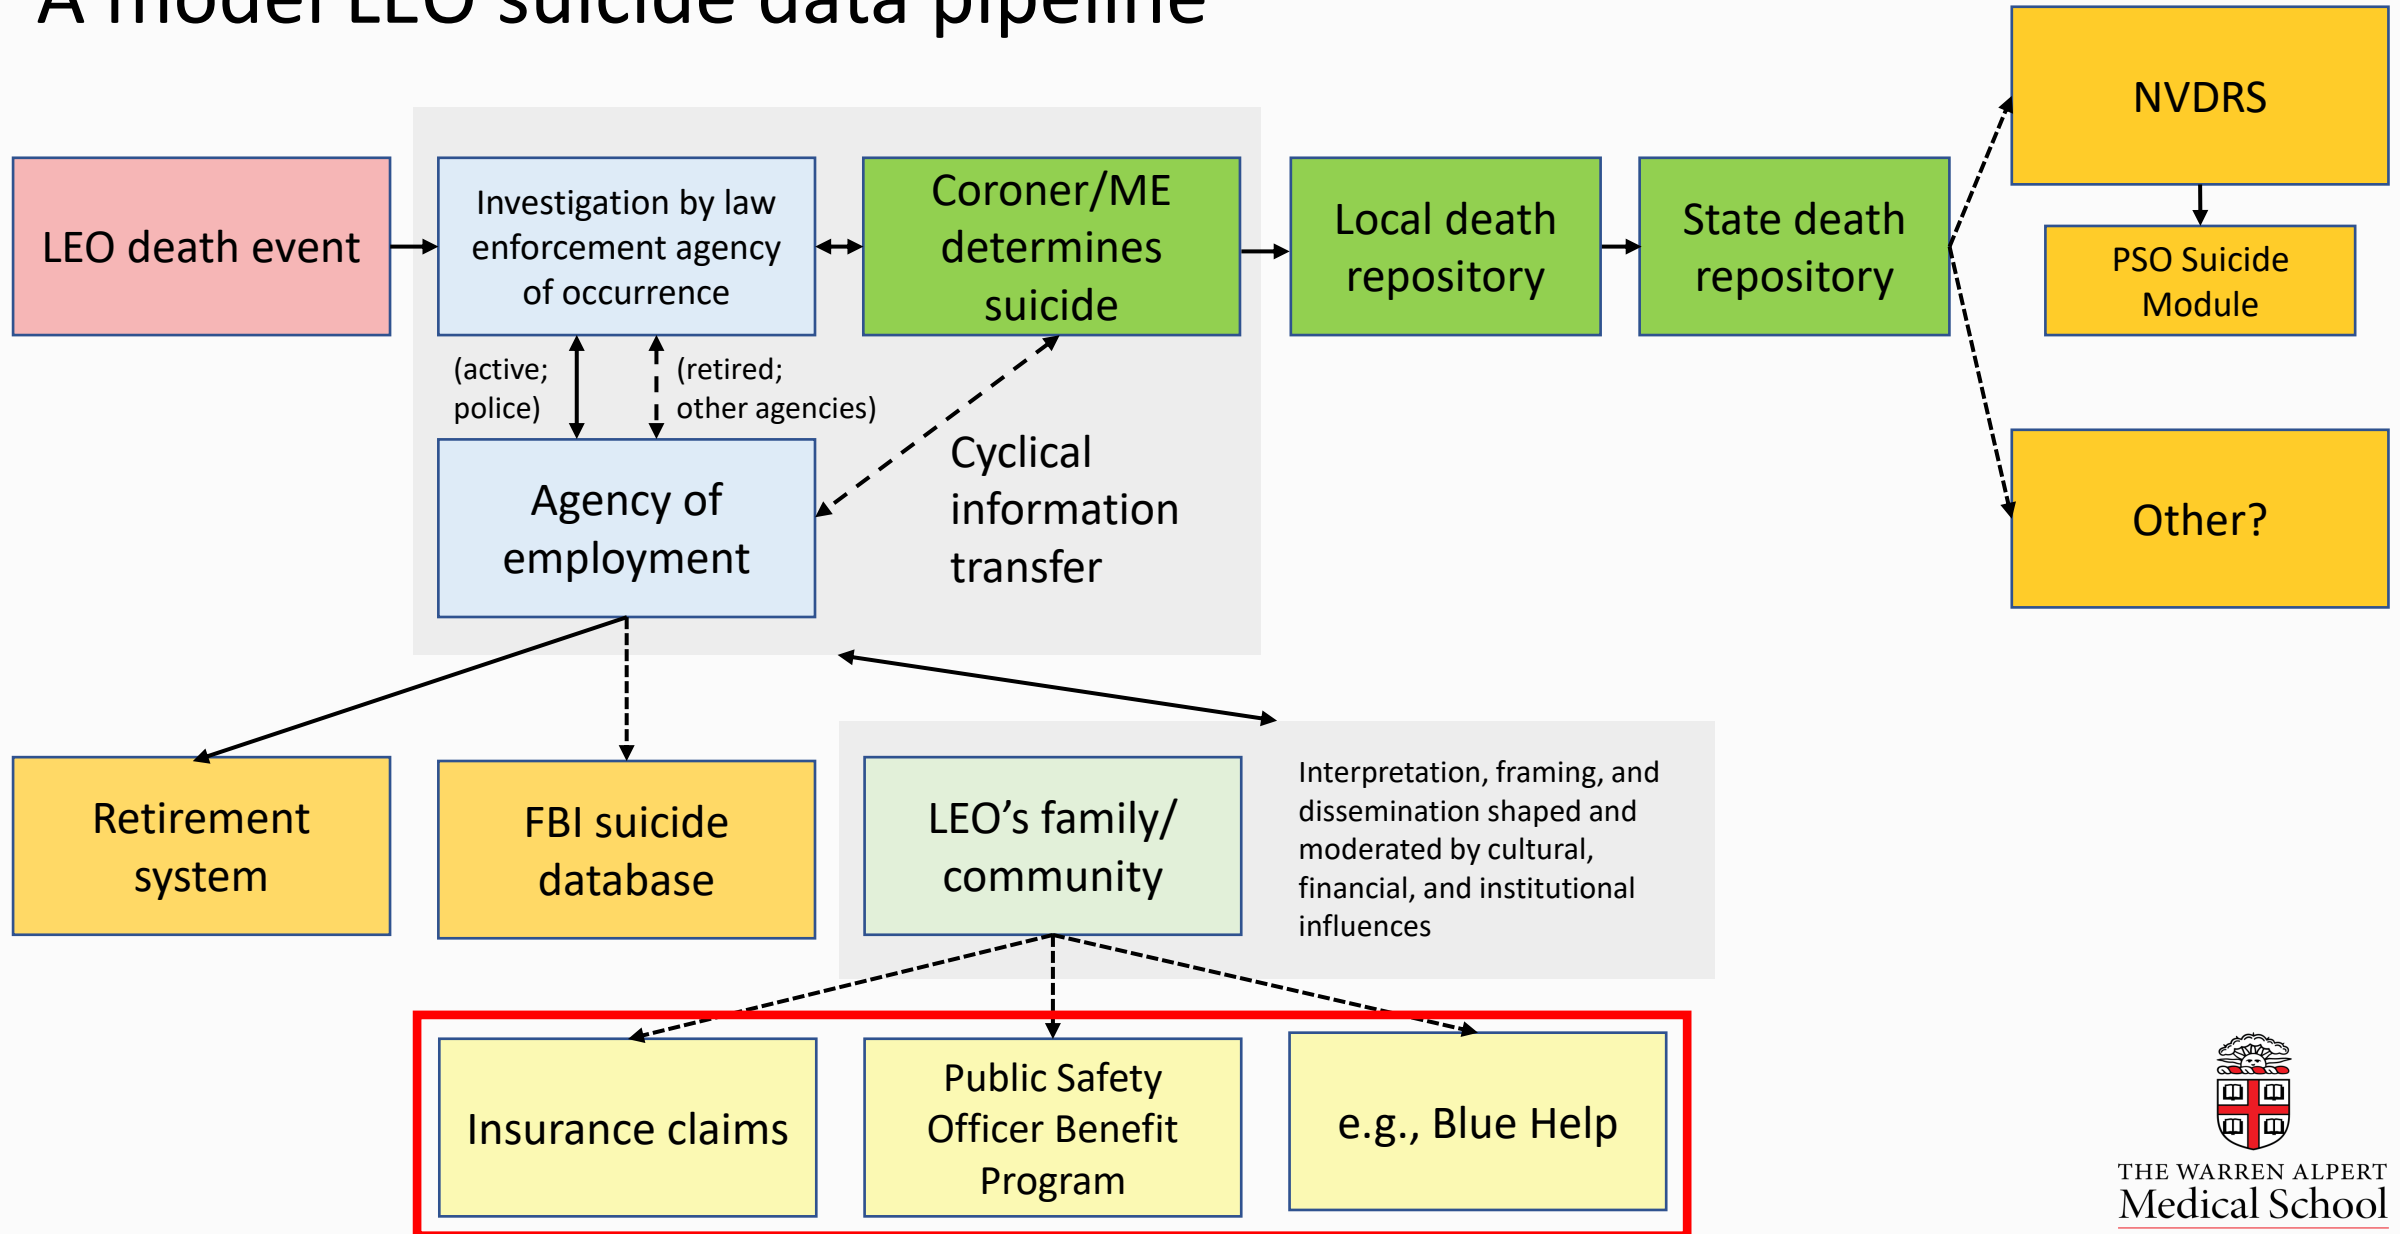 A model LEO suicide data pipeline
NVDRS
PSO Suicide
Module
Other?
LEO death event
Investigation by law
enforcement agency
of occurrence
Coroner/ME
determines
suicide
Local death
repository
State death
repository
(active;
police)
(retired;
other agencies)
Cyclical
information
transfer
Agency of
employment
Retirement
system
FBI suicide
database
LEO’s family/
community
Interpretation, framing, and
dissemination shaped and
moderated by cultural,
financial, and institutional
influences
Insurance claims
Public Safety
Officer Benefit
Program
e.g., Blue Help
THE WARREN ALPERT
Medical School